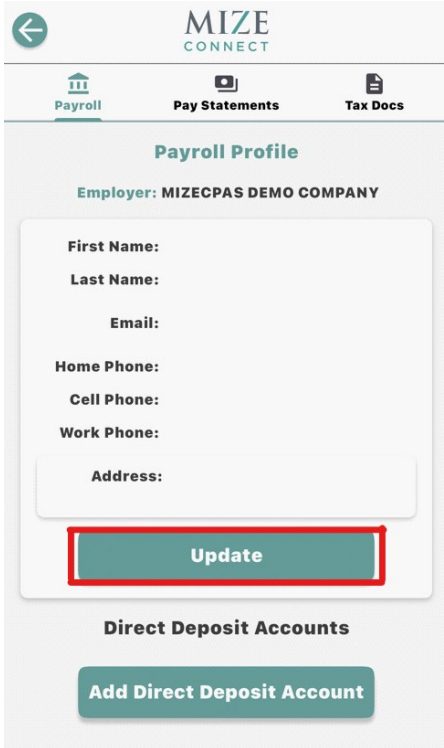 MIZE
CONNECT
Payroll
Pay Statements
Tax Docs
Payroll Profile
Employer: MIZECPAS DEMO COMPANY
First Name:
Last Name:
Email:
Home Phone:
Cell Phone:
Work Phone:
Address:
Update
Direct Deposit Accounts
Add Direct Deposit Account